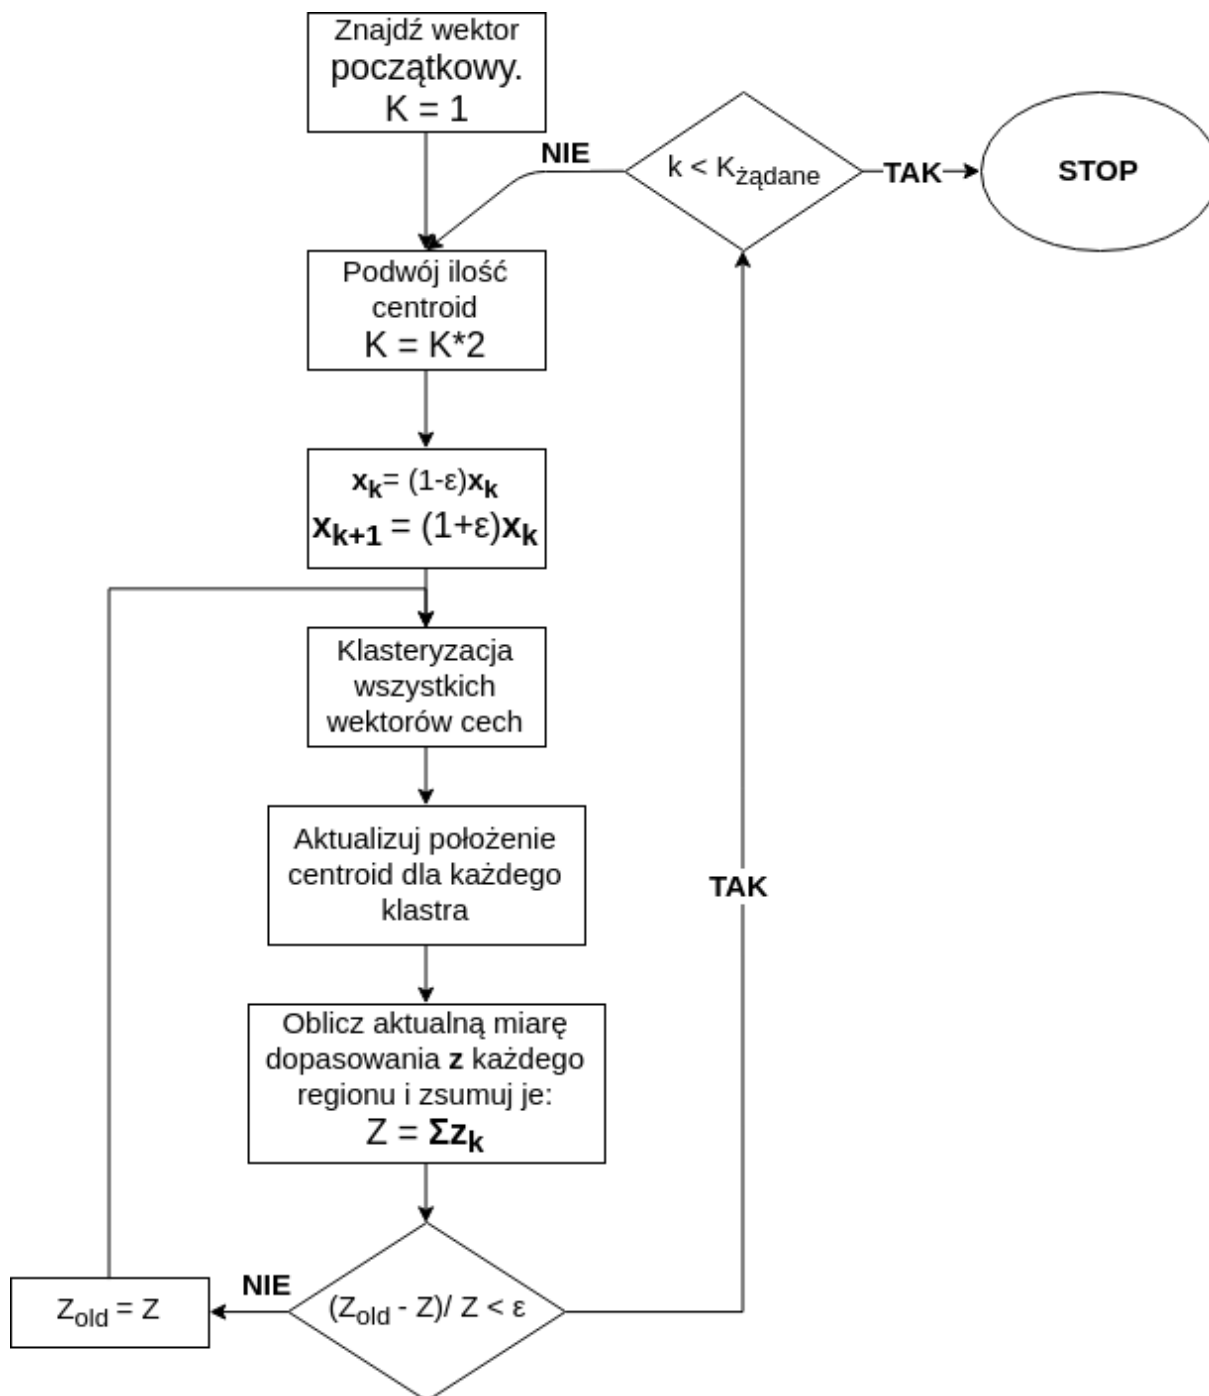 Znajdź wektor
początkowy.
K = 1
NIE
k < Kżądane
TAK
STOP
Podwój ilość
centroid
K = K*2
xk= (1-ε)xk
xk+1 = (1+ε)xk
Klasteryzacja
wszystkich
wektorów cech
Aktualizuj położenie
centroid dla każdego
klastra
TAK
Oblicz aktualną miarę
dopasowania z każdego
regionu i zsumuj je:
Z = Σzk
NIE
Zold = Z
(Zold - Z)/ Z < ε